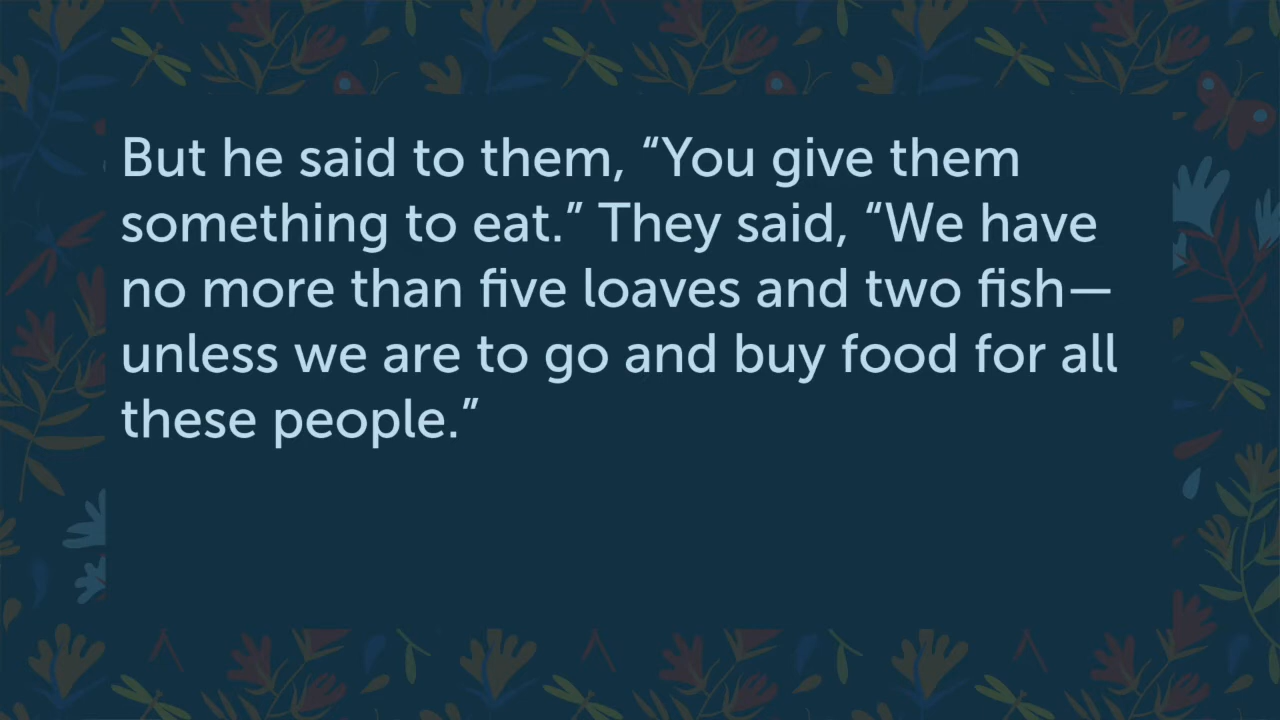 But he said to them, “You give them
something to eat.” They said, “We have
no more than five loaves and two fish—
unless we are to go and buy food for all
these people.”